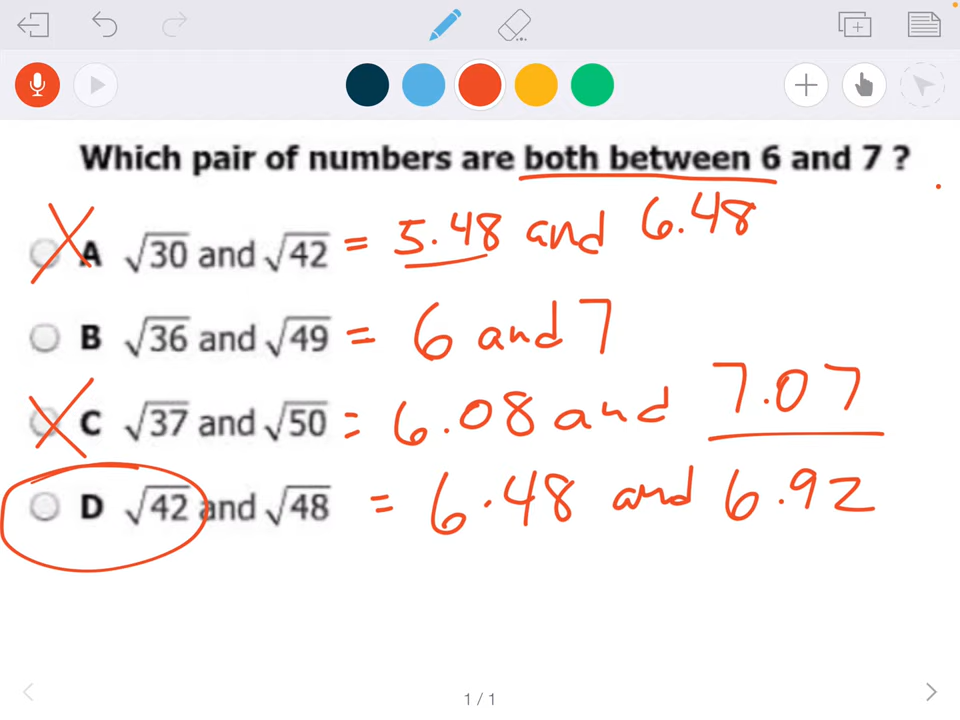 Which pair of numbers are both between 6 and 7 ?
A √30 and √42 = 5.48 and 6.48
B √36 and √49 = 6 and 7
C √37 and √50 = 6.08 and 7.07
D √42 and √48 = 6.48 and 6.92
1 / 1